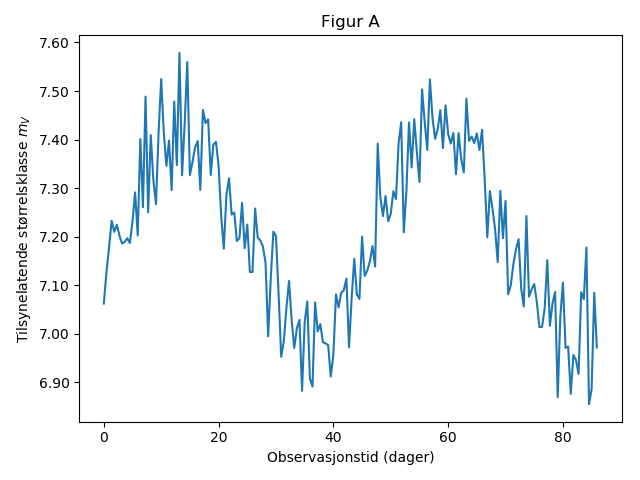 Figur A
Tilsynelatende størrelsklasse m_V
7.60
7.50
7.40
7.30
7.20
7.10
7.00
6.90
0 20 40 60 80
Observasjonstid (dager)